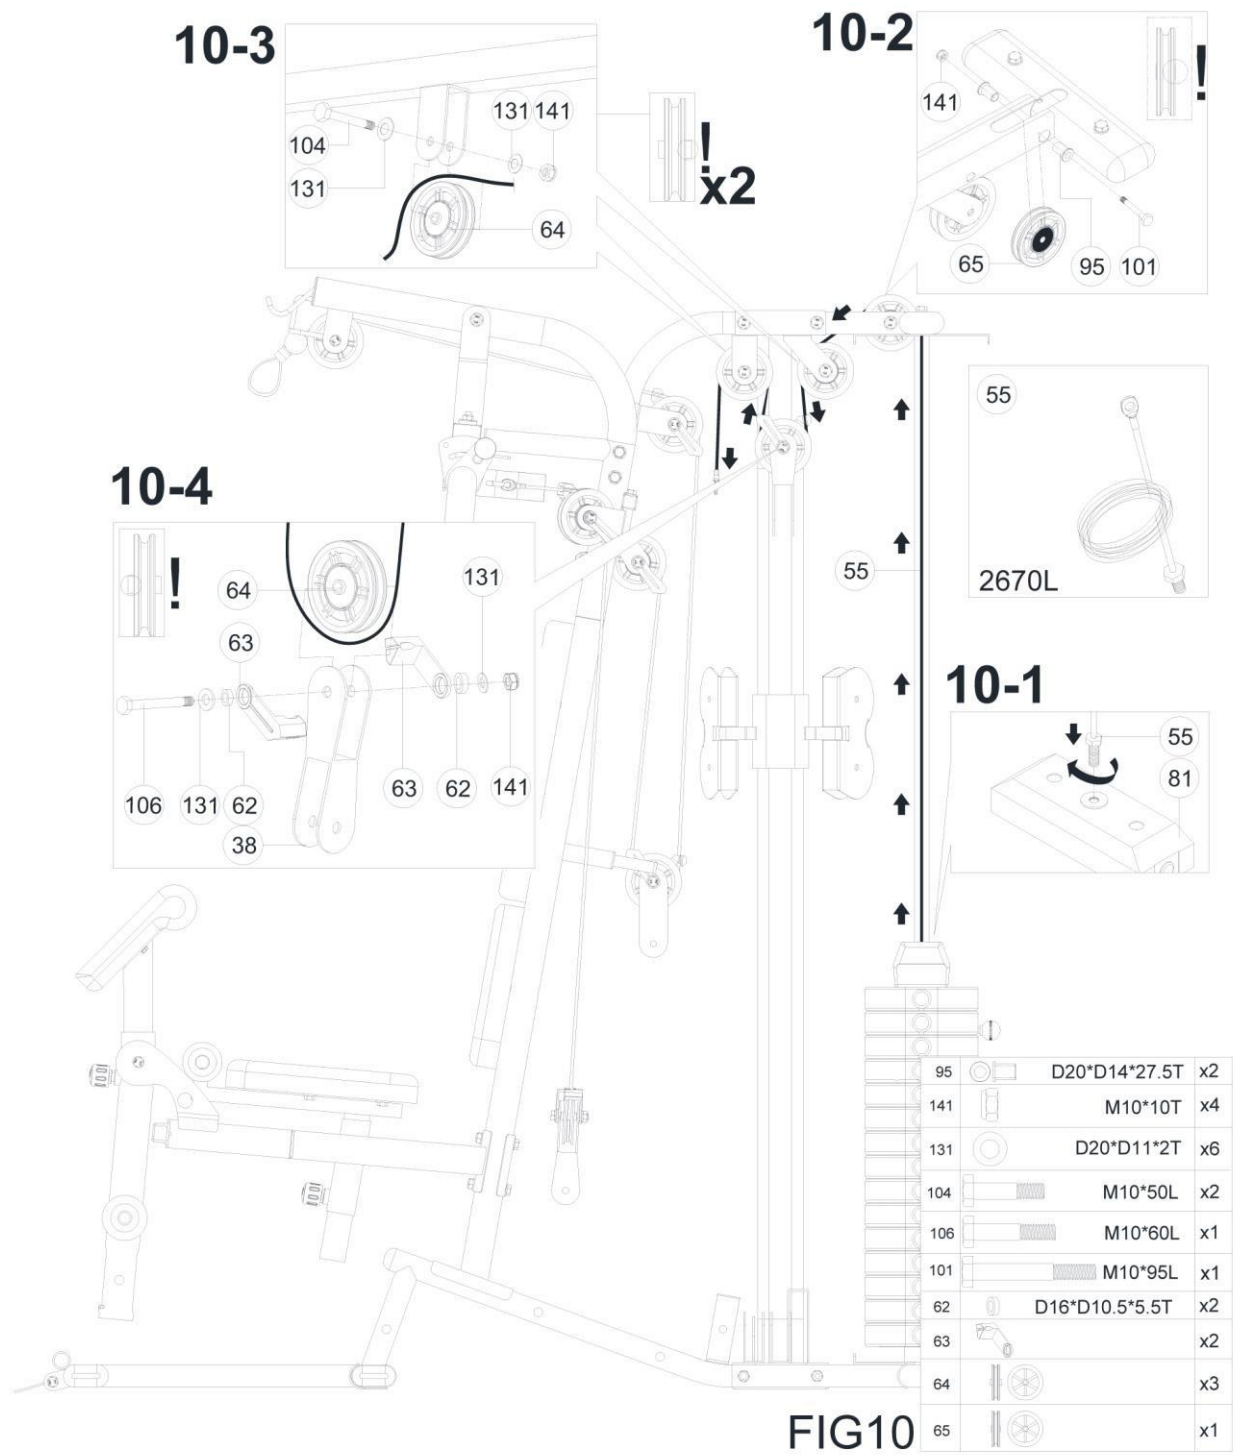 10-3
104
131
131
131
141
64
!
x2
10-2
141
!
65
95
101
55
2670L
10-4
!
64
131
63
106
131
62
63
62
141
38
55
10-1
55
81
95 D20*D14*27.5T x2
141 M10*10T x4
131 D20*D11*2T x6
104 M10*50L x2
106 M10*60L x1
101 M10*95L x1
62 D16*D10.5*5.5T x2
63 x2
64 x3
65 x1
FIG10